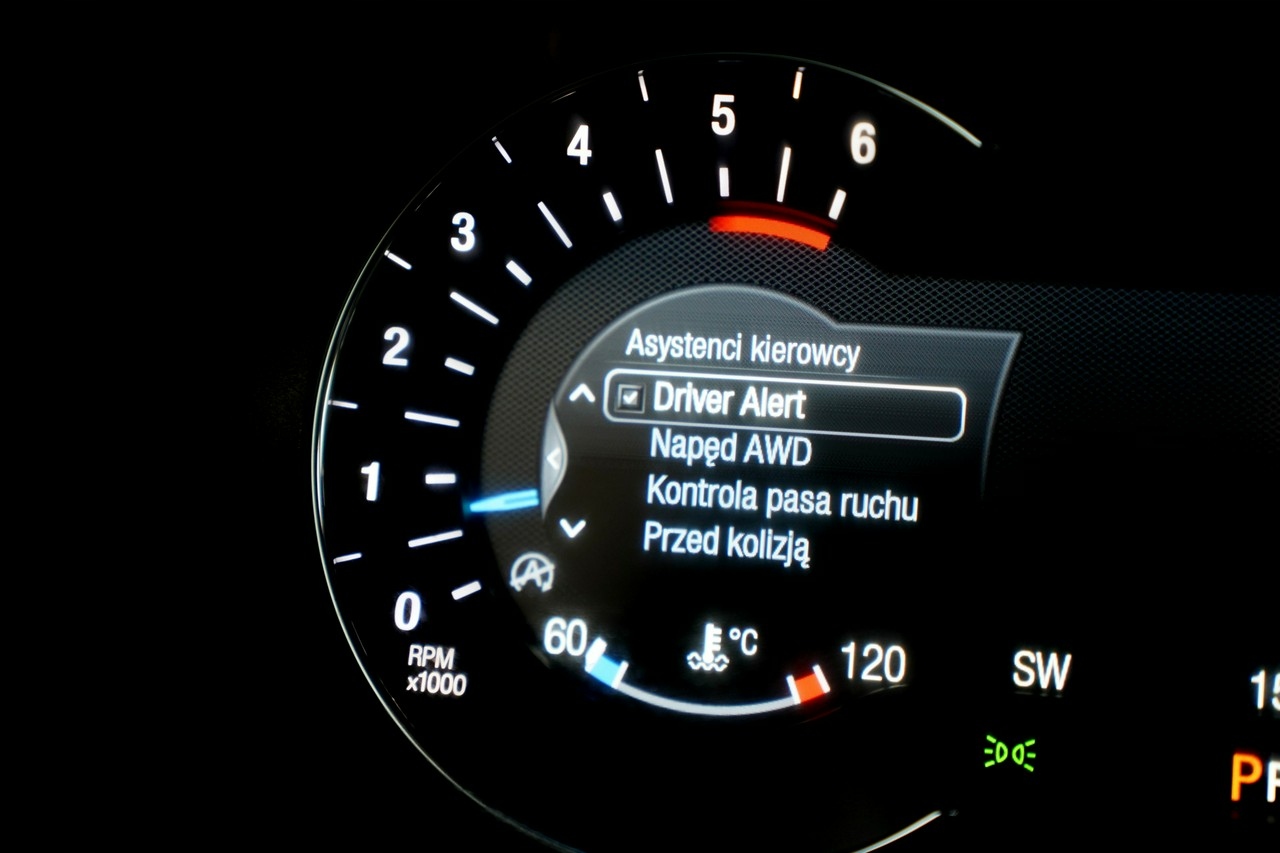 5
6
4
3
2
1
0
RPM
x1000
Asystenci kierowcy
Driver Alert
Napęd AWD
Kontrola pasa ruchu
Przed kolizją
A
60
°C
120
SW
15
P